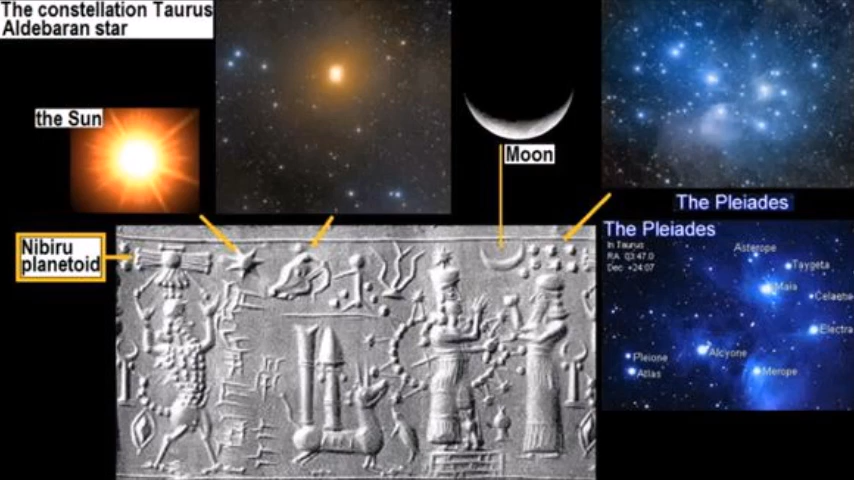 The constellation Taurus
Aldebaran star
the Sun
Moon
Nibiru
planetoid
The Pleiades
The Pleiades
In Taurus
RA 03:47.0
Dec +24:07
Asterope
Taygeta
Maia
Celaeno
Electra
Alcyone
Pleione
Atlas
Merope